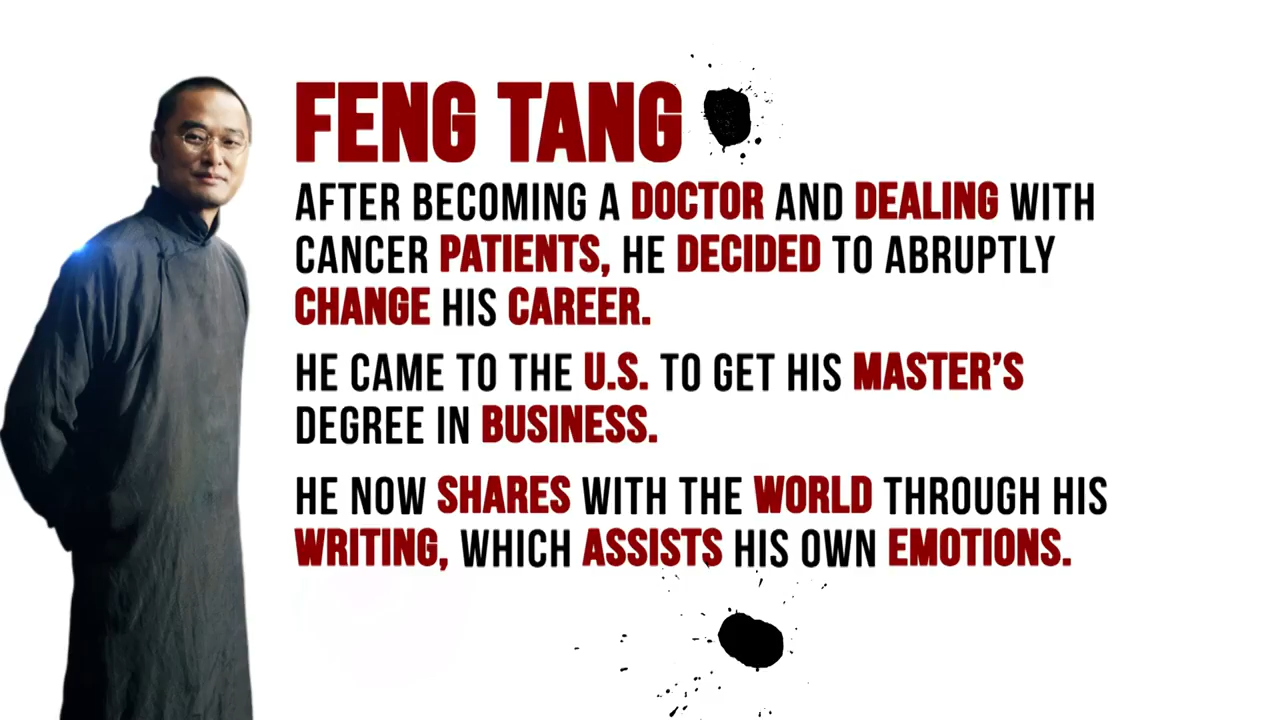 FENG TANG
AFTER BECOMING A DOCTOR AND DEALING WITH
CANCER PATIENTS, HE DECIDED TO ABRUPTLY
CHANGE HIS CAREER.
HE CAME TO THE U.S. TO GET HIS MASTER'S
DEGREE IN BUSINESS.
HE NOW SHARES WITH THE WORLD THROUGH HIS
WRITING, WHICH ASSISTS HIS OWN EMOTIONS.